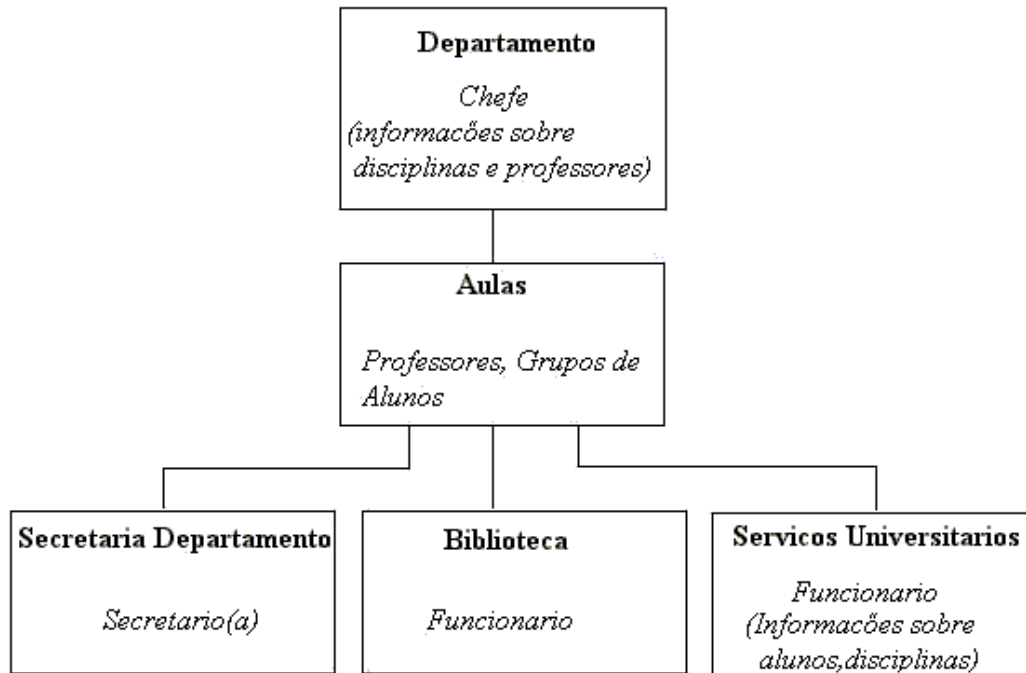 Departamento
Chefe
(informacões sobre
disciplinas e professores)
Aulas
Professores, Grupos de
Alunos
Secretaria Departamento
Secretario(a)
Biblioteca
Funcionario
Servicos Universitarios
Funcionario
(Informacões sobre
alunos,disciplinas)